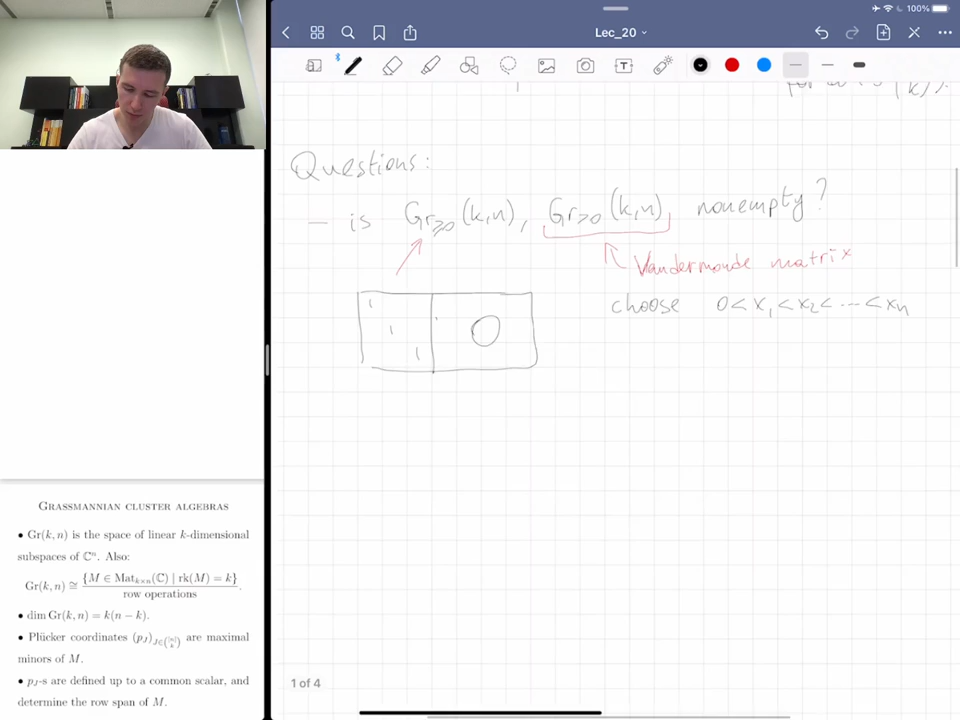 100%
Lec_20
Questions:
— is Gr≥0(k,n), Gr>0(k,n) nonempty?
Vandermonde matrix
choose 0 < x₁ < x₂ < ... < xₙ
1
1
1
0
1 of 4
GRASSMANNIAN CLUSTER ALGEBRAS
• Gr(k, n) is the space of linear k-dimensional
subspaces of ℂⁿ. Also:
Gr(k, n) ≅ {M ∈ Matₖₓₙ(ℂ) | rk(M) = k} / row operations.
• dim Gr(k, n) = k(n − k).
• Plücker coordinates (p_J)_{J∈([n] k)} are maximal
minors of M.
• p_J-s are defined up to a common scalar, and
determine the row span of M.